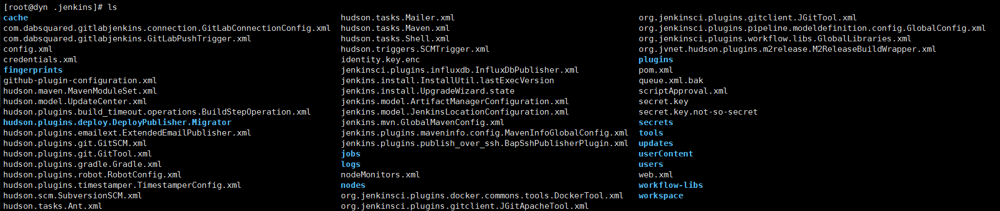 [root@dyn .jenkins]# ls
cache hudson.tasks.Mailer.xml org.jenkinsci.plugins.gitclient.JGitTool.xml
com.dabsquared.gitlabjenkins.connection.GitLabConnectionConfig.xml hudson.tasks.Maven.xml org.jenkinsci.plugins.pipeline.modeldefinition.config.GlobalConfig.xml
com.dabsquared.gitlabjenkins.GitLabPushTrigger.xml hudson.tasks.Shell.xml org.jenkinsci.plugins.workflow.libs.GlobalLibraries.xml
config.xml hudson.triggers.SCMTrigger.xml org.jvnet.hudson.plugins.m2release.M2ReleaseBuildWrapper.xml
credentials.xml identity.key.enc plugins
fingerprints jenkinsci.plugins.influxdb.InfluxDbPublisher.xml pom.xml
github-plugin-configuration.xml jenkins.install.InstallUtil.lastExecVersion queue.xml.bak
hudson.maven.MavenModuleSet.xml jenkins.install.UpgradeWizard.state scriptApproval.xml
hudson.model.UpdateCenter.xml jenkins.model.ArtifactManagerConfiguration.xml secret.key
hudson.plugins.build_timeout.operations.BuildStepOperation.xml jenkins.model.JenkinsLocationConfiguration.xml secret.key.not-so-secret
hudson.plugins.deploy.DeployPublisher.Migrator jenkins.mvn.GlobalMavenConfig.xml secrets
hudson.plugins.emailext.ExtendedEmailPublisher.xml jenkins.plugins.maveninfo.config.MavenInfoGlobalConfig.xml tools
hudson.plugins.git.GitSCM.xml jenkins.plugins.publish_over_ssh.BapSshPublisherPlugin.xml updates
hudson.plugins.git.GitTool.xml jobs userContent
hudson.plugins.gradle.Gradle.xml logs users
hudson.plugins.robot.RobotConfig.xml nodeMonitors.xml web.xml
hudson.plugins.timestamper.TimestamperConfig.xml nodes workflow-libs
hudson.scm.SubversionSCM.xml org.jenkinsci.plugins.docker.commons.tools.DockerTool.xml workspace
hudson.tasks.Ant.xml org.jenkinsci.plugins.gitclient.JGitApacheTool.xml